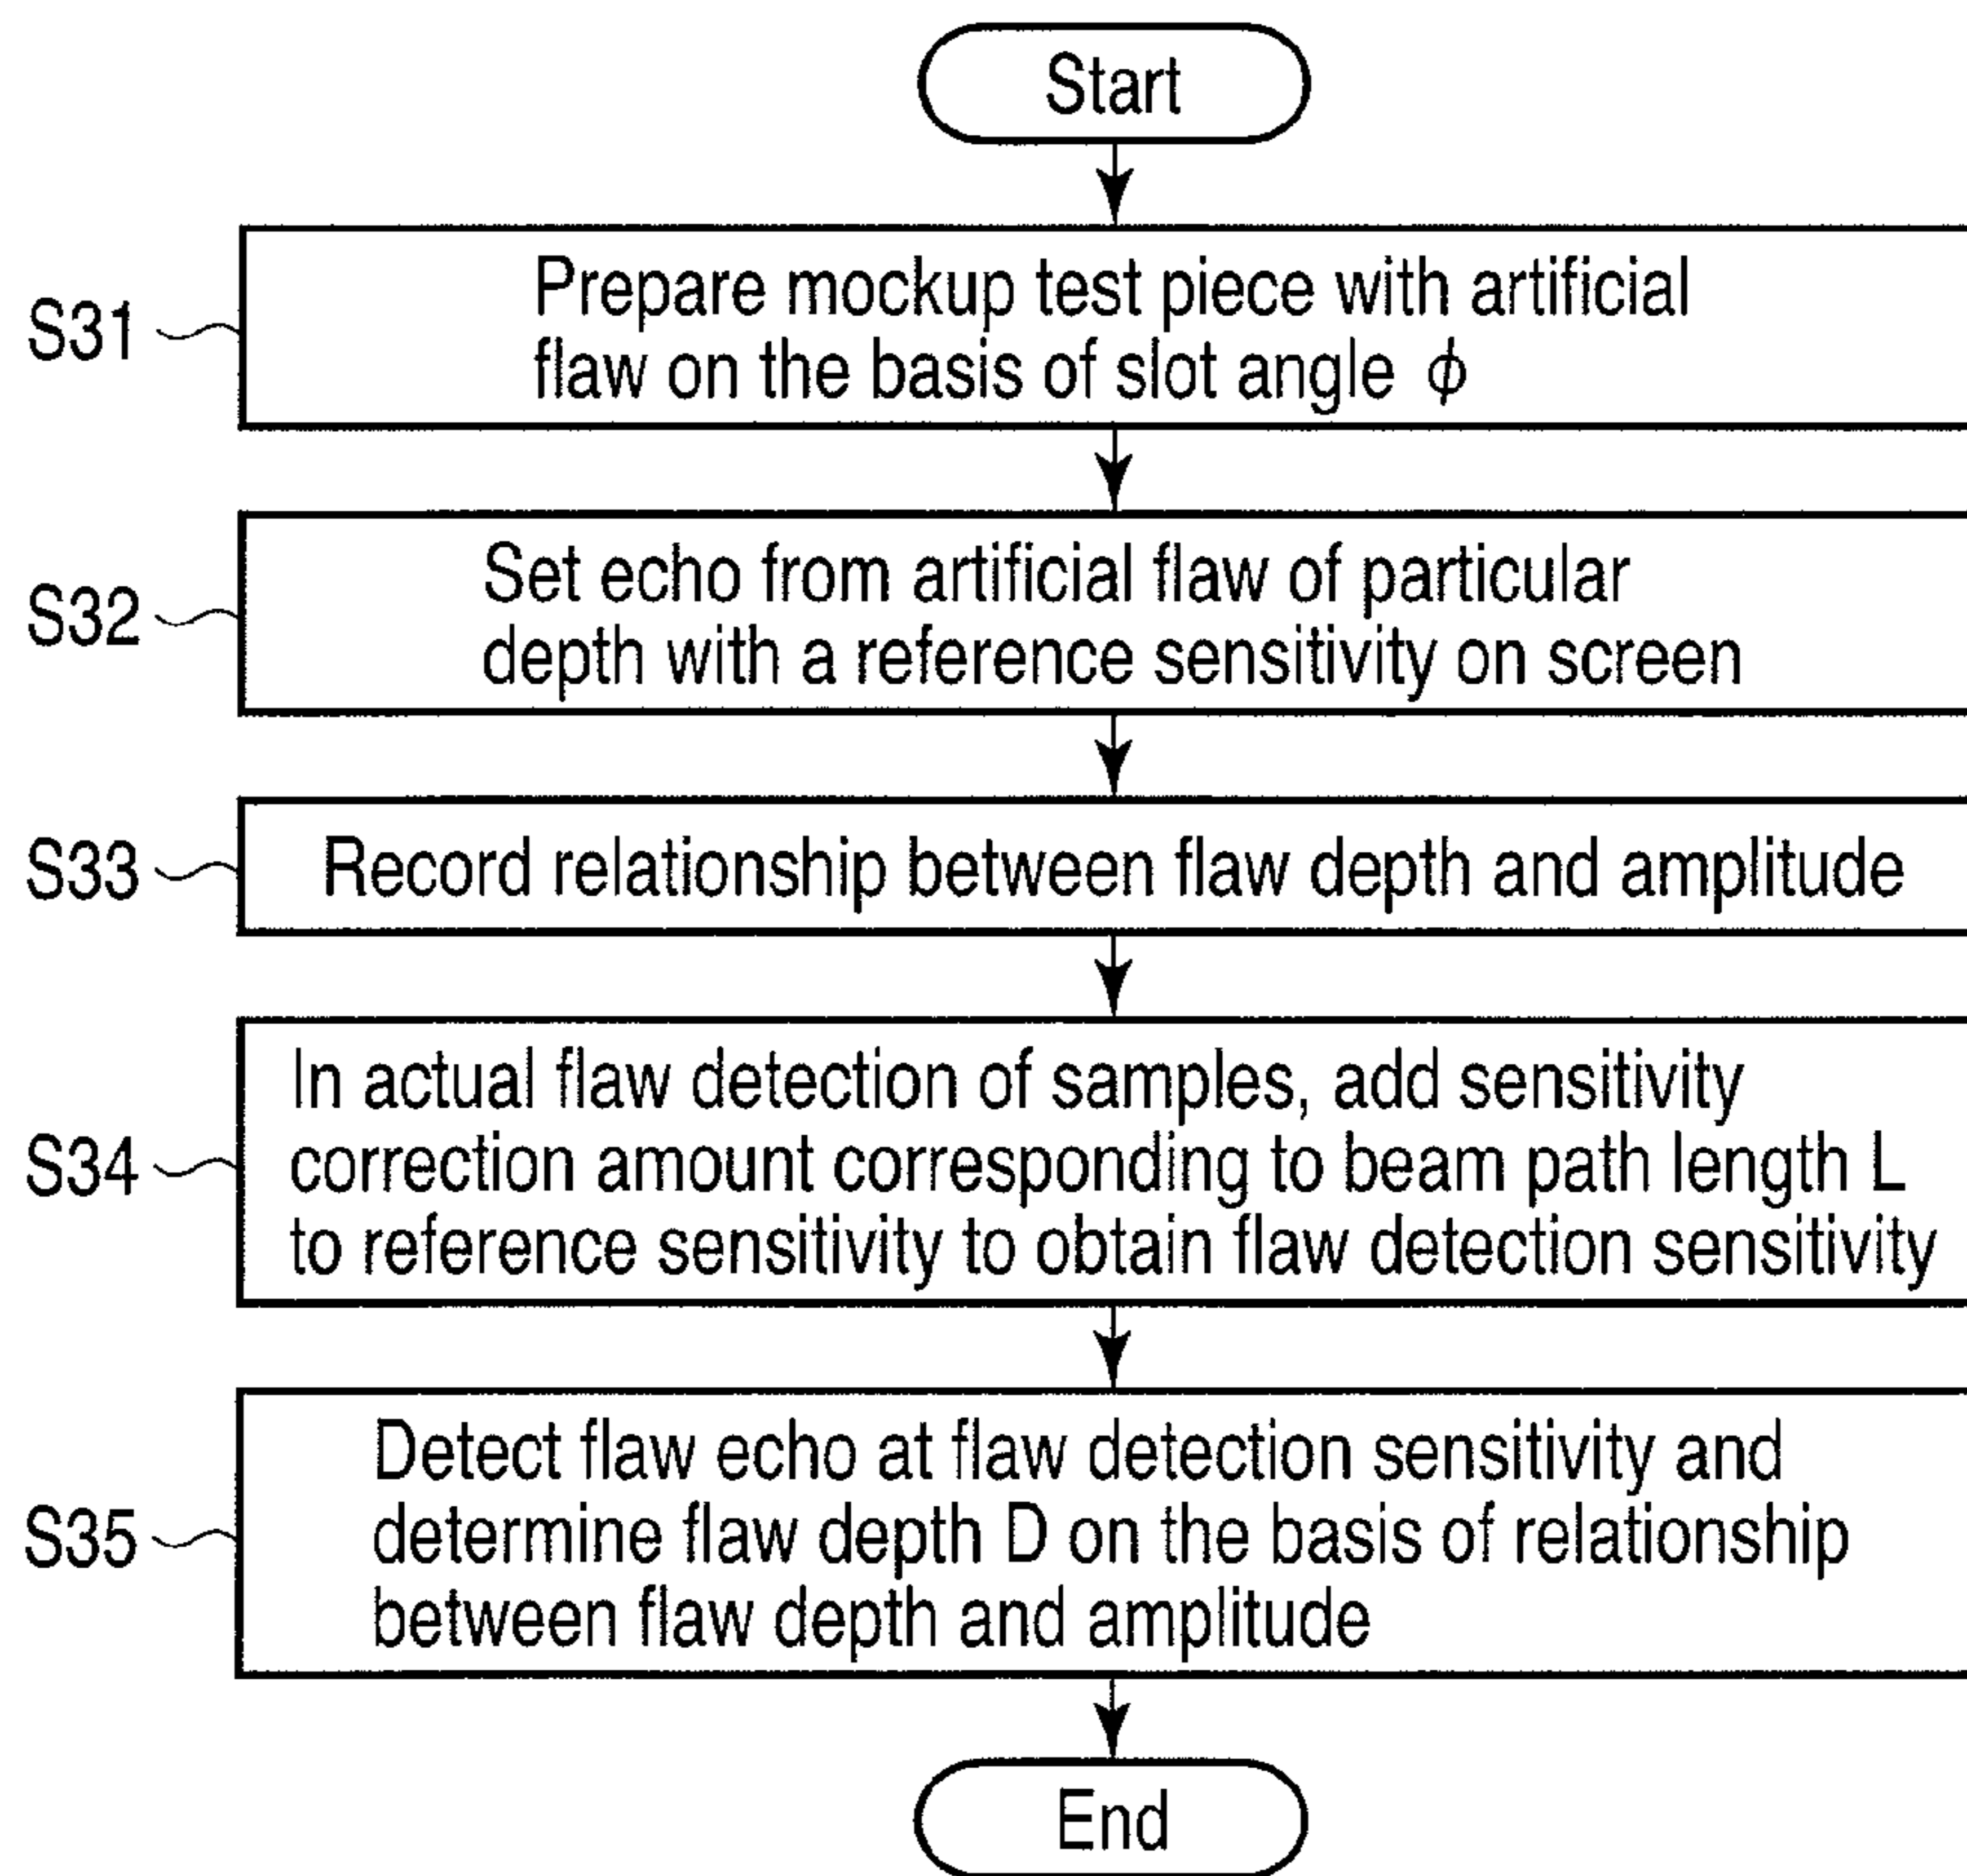 Start
S31
Prepare mockup test piece with artificial
flaw on the basis of slot angle ϕ
S32
Set echo from artificial flaw of particular
depth with a reference sensitivity on screen
S33
Record relationship between flaw depth and amplitude
S34
In actual flaw detection of samples, add sensitivity
correction amount corresponding to beam path length L
to reference sensitivity to obtain flaw detection sensitivity
S35
Detect flaw echo at flaw detection sensitivity and
determine flaw depth D on the basis of relationship
between flaw depth and amplitude
End